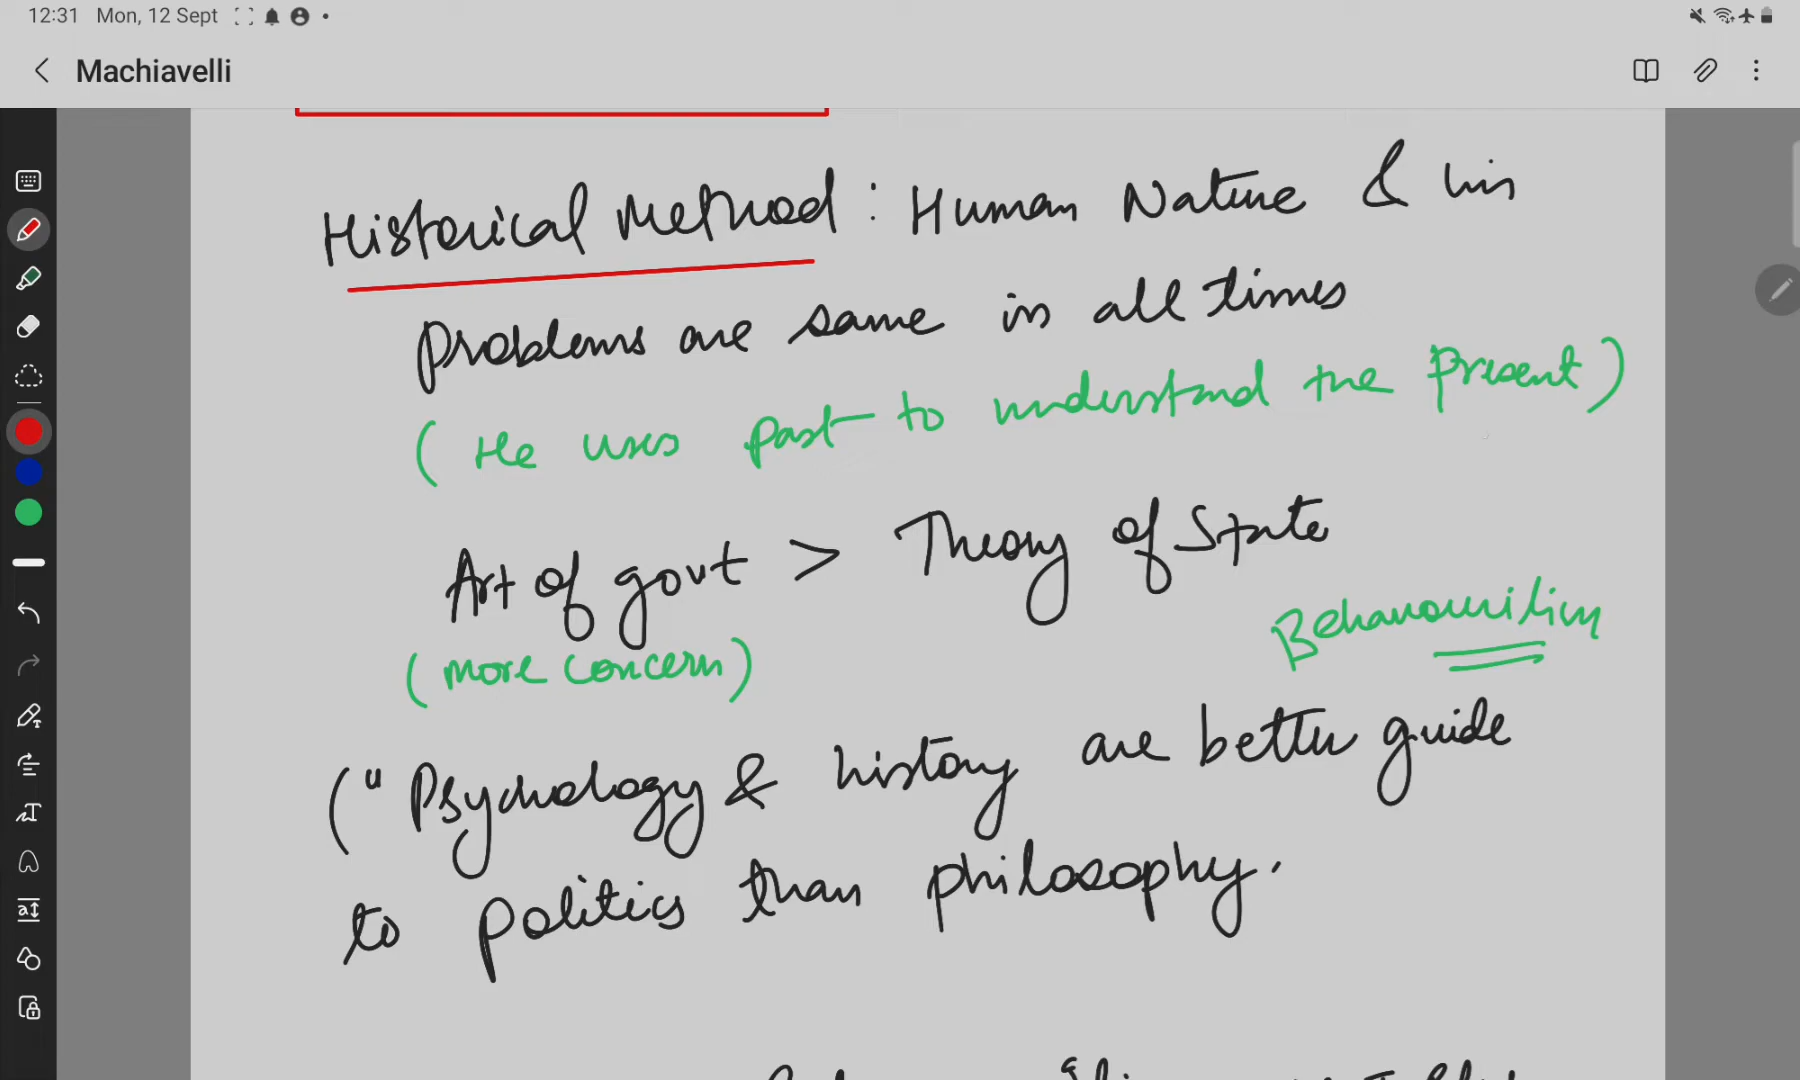 12:31 Mon, 12 Sept
Machiavelli
Historical Method : Human Nature & his
Problems are same in all times
( He uses past to understand the present )
Art of govt > Theory of State
Behaviouritism
( more concern )
(" Psychology & history are better guide
to politics than philosophy.